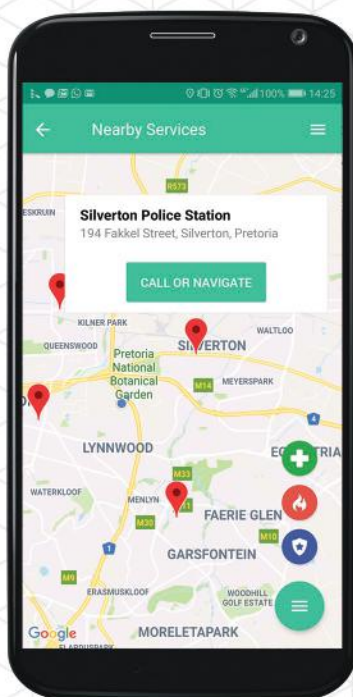 100% 14:25
Nearby Services
R573
ESKRUIN
Silverton Police Station
194 Fakkel Street, Silverton, Pretoria
CALL OR NAVIGATE
KILNER PARK
WALTLOO
QUEENSWOOD
SILVERTON
Pretoria
National
Botanical
Garden
M14
MEYERSPARK
4
LYNNWOOD
M33
WATERKLOOF
MENLYN
M11
FAERIE GLEN
M30
M10
GARSFONTEIN
1
M9
ERASMUSKLOOF
WOODHILL
GOLF ESTATE
Google
MORELETAPARK